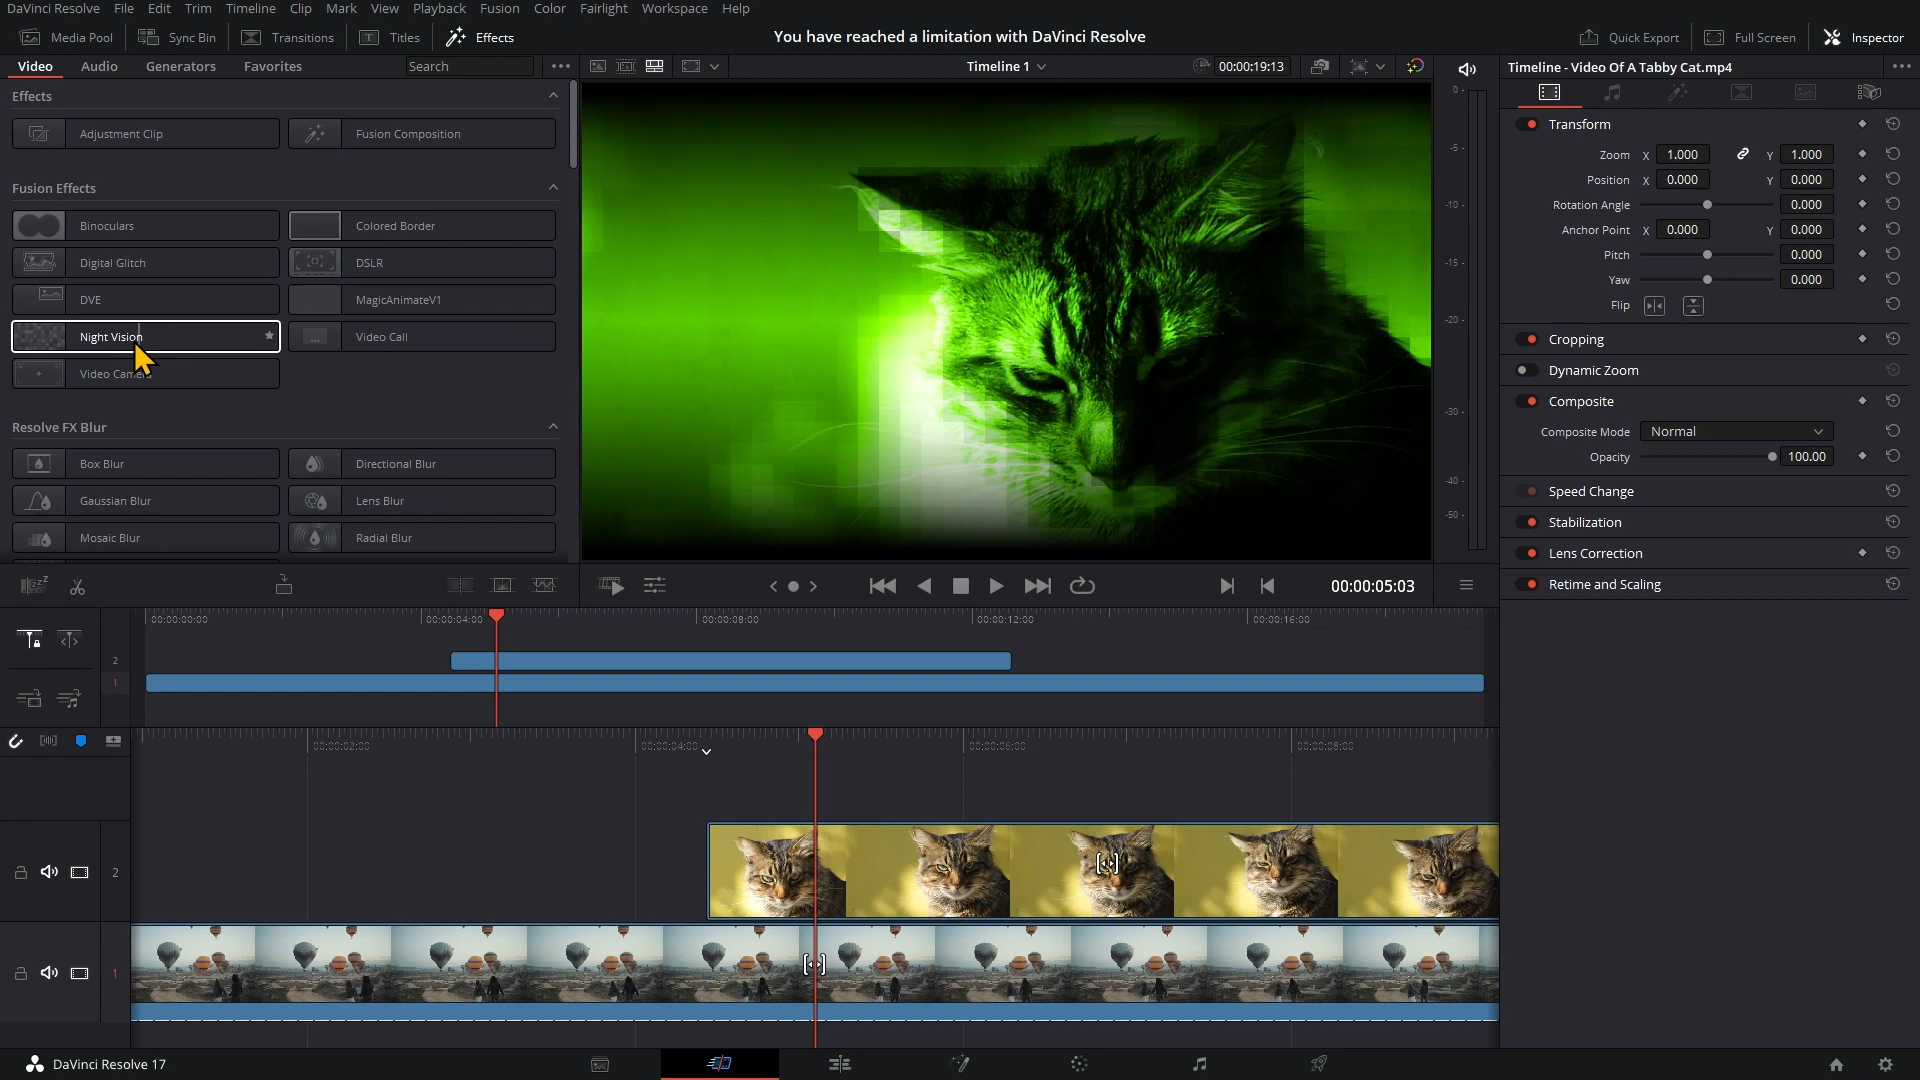 DaVinci Resolve File Edit Trim Timeline Clip Mark View Playback Fusion Color Fairlight Workspace Help
Media Pool Sync Bin Transitions Titles Effects You have reached a limitation with DaVinci Resolve Quick Export Full Screen Inspector
Video Audio Generators Favorites Search Timeline 1 00:00:19:13 Timeline - Video Of A Tabby Cat.mp4
Effects
Adjustment Clip Fusion Composition
Fusion Effects
Binoculars Colored Border
Digital Glitch DSLR
DVE MagicAnimateV1
Night Vision Video Call
Video Came
Resolve FX Blur
Box Blur Directional Blur
Gaussian Blur Lens Blur
Mosaic Blur Radial Blur
0 -
-5 -
-10 -
-15 -
-20 -
-30 -
-40 -
-50 -
Transform
Zoom X 1.000 Y 1.000
Position X 0.000 Y 0.000
Rotation Angle 0.000
Anchor Point X 0.000 Y 0.000
Pitch 0.000
Yaw 0.000
Flip
Cropping
Dynamic Zoom
Composite
Composite Mode Normal
Opacity 100.00
Speed Change
Stabilization
Lens Correction
Retime and Scaling
00:00:05:03
00:00:00:00 00:00:04:00 00:00:08:00 00:00:12:00 00:00:16:00
2
1
00:00:02:00 00:00:04:00 00:00:06:00 00:00:08:00
2
1
DaVinci Resolve 17